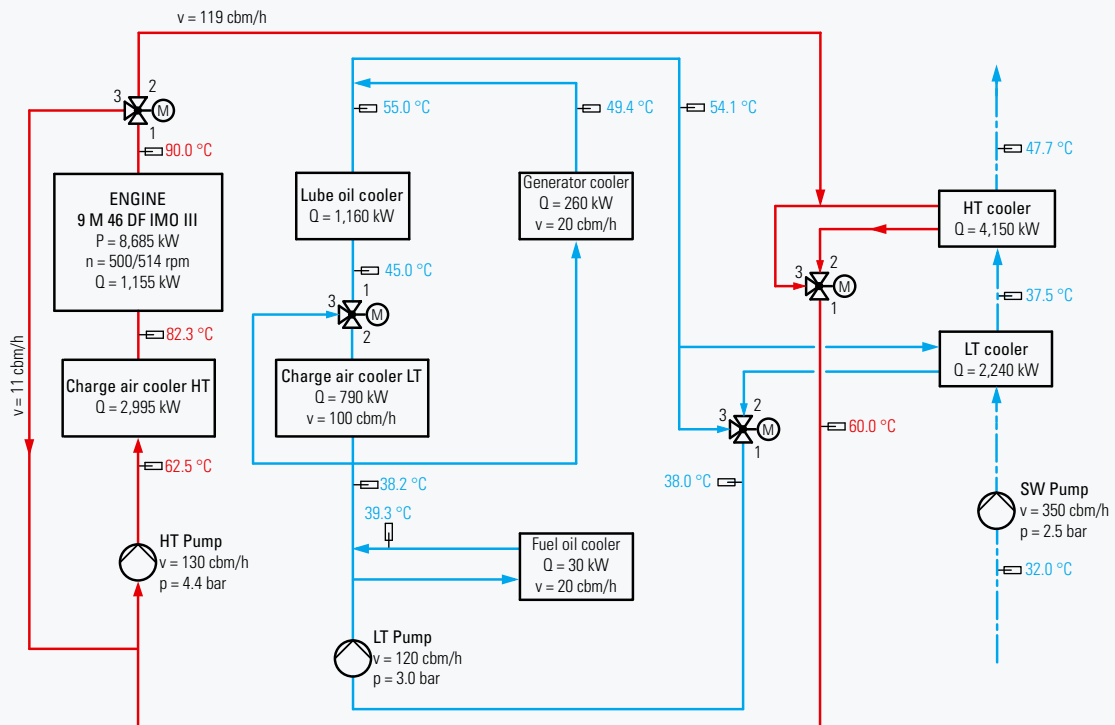 v = 119 cbm/h
3
2
M
1
90.0 °C
ENGINE
9 M 46 DF IMO III
P = 8,685 kW
n = 500/514 rpm
Q = 1,155 kW
82.3 °C
Charge air cooler HT
Q = 2,995 kW
62.5 °C
v = 11 cbm/h
HT Pump
v = 130 cbm/h
p = 4.4 bar
55.0 °C
Lube oil cooler
Q = 1,160 kW
45.0 °C
1
3
M
2
Charge air cooler LT
Q = 790 kW
v = 100 cbm/h
38.2 °C
39.3 °C
Fuel oil cooler
Q = 30 kW
v = 20 cbm/h
LT Pump
v = 120 cbm/h
p = 3.0 bar
49.4 °C
Generator cooler
Q = 260 kW
v = 20 cbm/h
54.1 °C
2
3
M
1
38.0 °C
47.7 °C
HT cooler
Q = 4,150 kW
2
3
M
1
37.5 °C
LT cooler
Q = 2,240 kW
60.0 °C
SW Pump
v = 350 cbm/h
p = 2.5 bar
32.0 °C